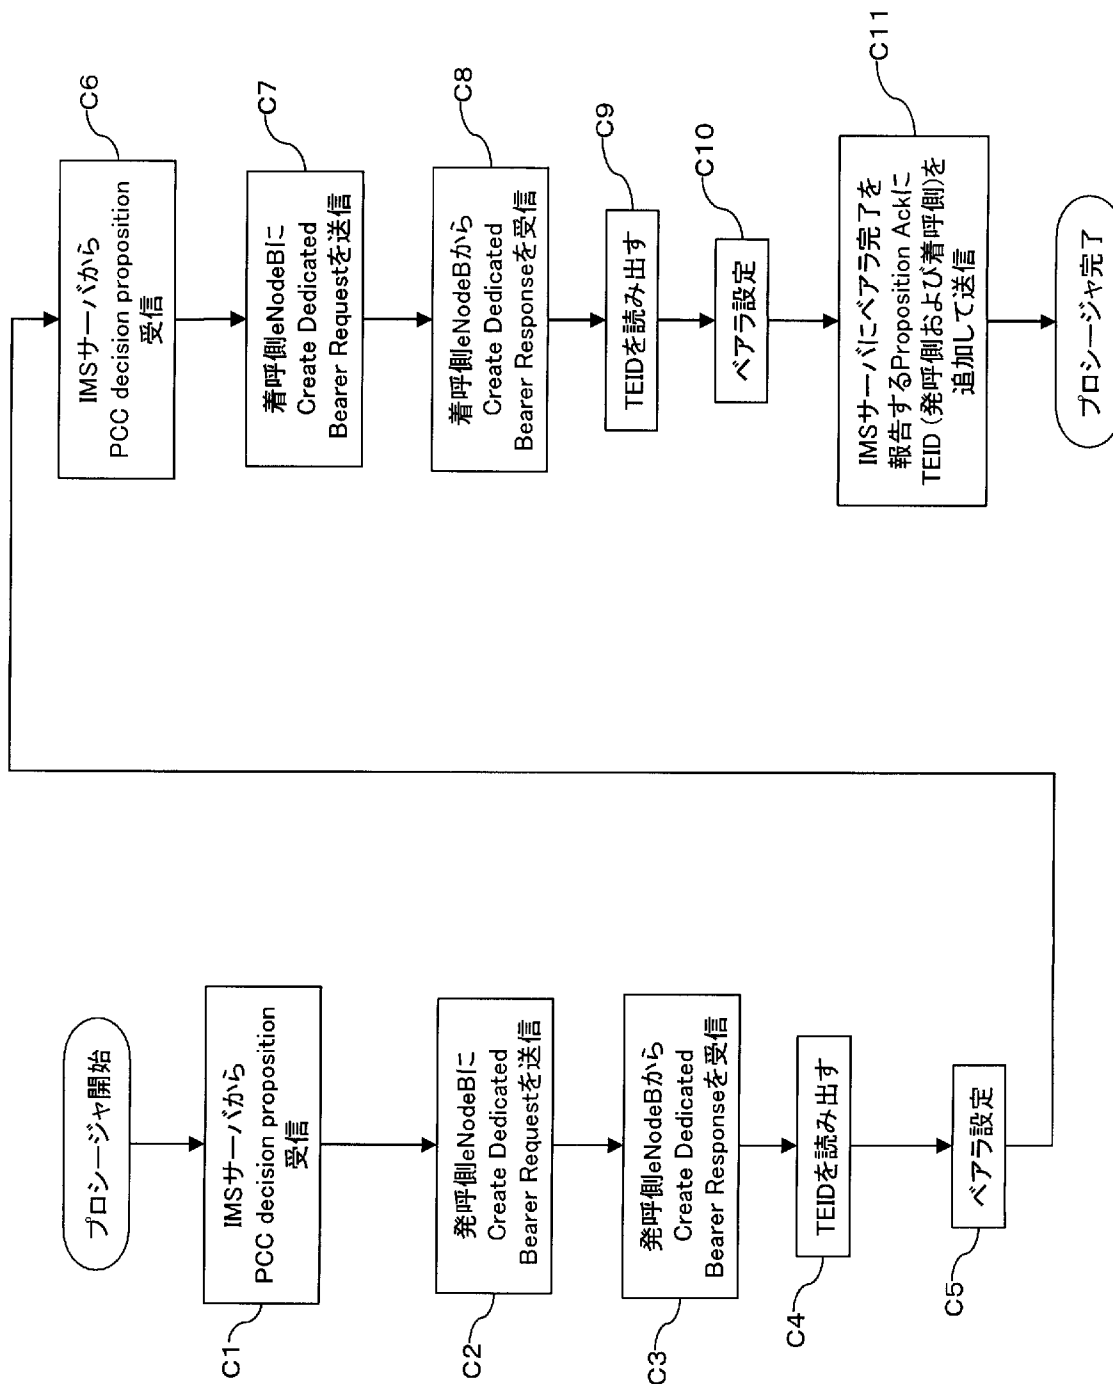 プロシージャ開始
IMSサーバから
PCC decision proposition
受信
C1
発呼側eNodeBに
Create Dedicated
Bearer Requestを送信
C2
発呼側eNodeBから
Create Dedicated
Bearer Responseを受信
C3
TEIDを読み出す
C4
ベアラ設定
C5
IMSサーバから
PCC decision proposition
受信
C6
着呼側eNodeBに
Create Dedicated
Bearer Requestを送信
C7
着呼側eNodeBから
Create Dedicated
Bearer Responseを受信
C8
TEIDを読み出す
C9
ベアラ設定
C10
IMSサーバにベアラ完了を
報告するProposition Ackに
TEID (発呼側および着呼側)を
追加して送信
C11
プロシージャ完了